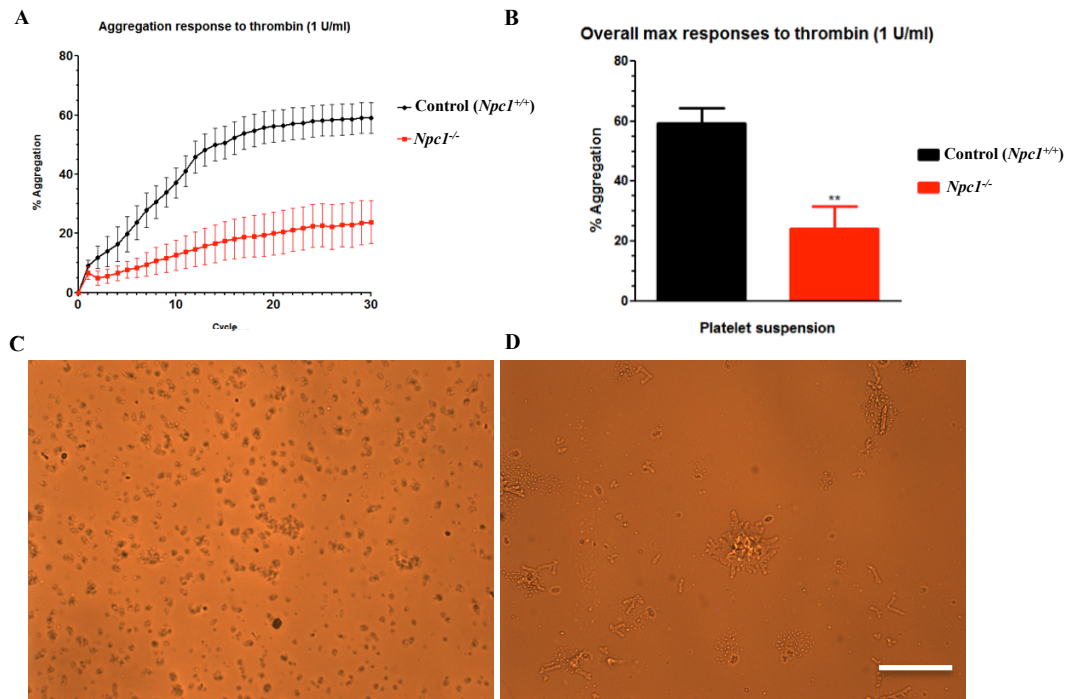 A
Aggregation response to thrombin (1 U/ml)
80
60
40
20
0
% Aggregation
0
10
20
30
Cycle
Control (Npc1+/+)
Npc1-/-
B
Overall max responses to thrombin (1 U/ml)
80
60
40
20
0
% Aggregation
**
Platelet suspension
Control (Npc1+/+)
Npc1-/-
C
D